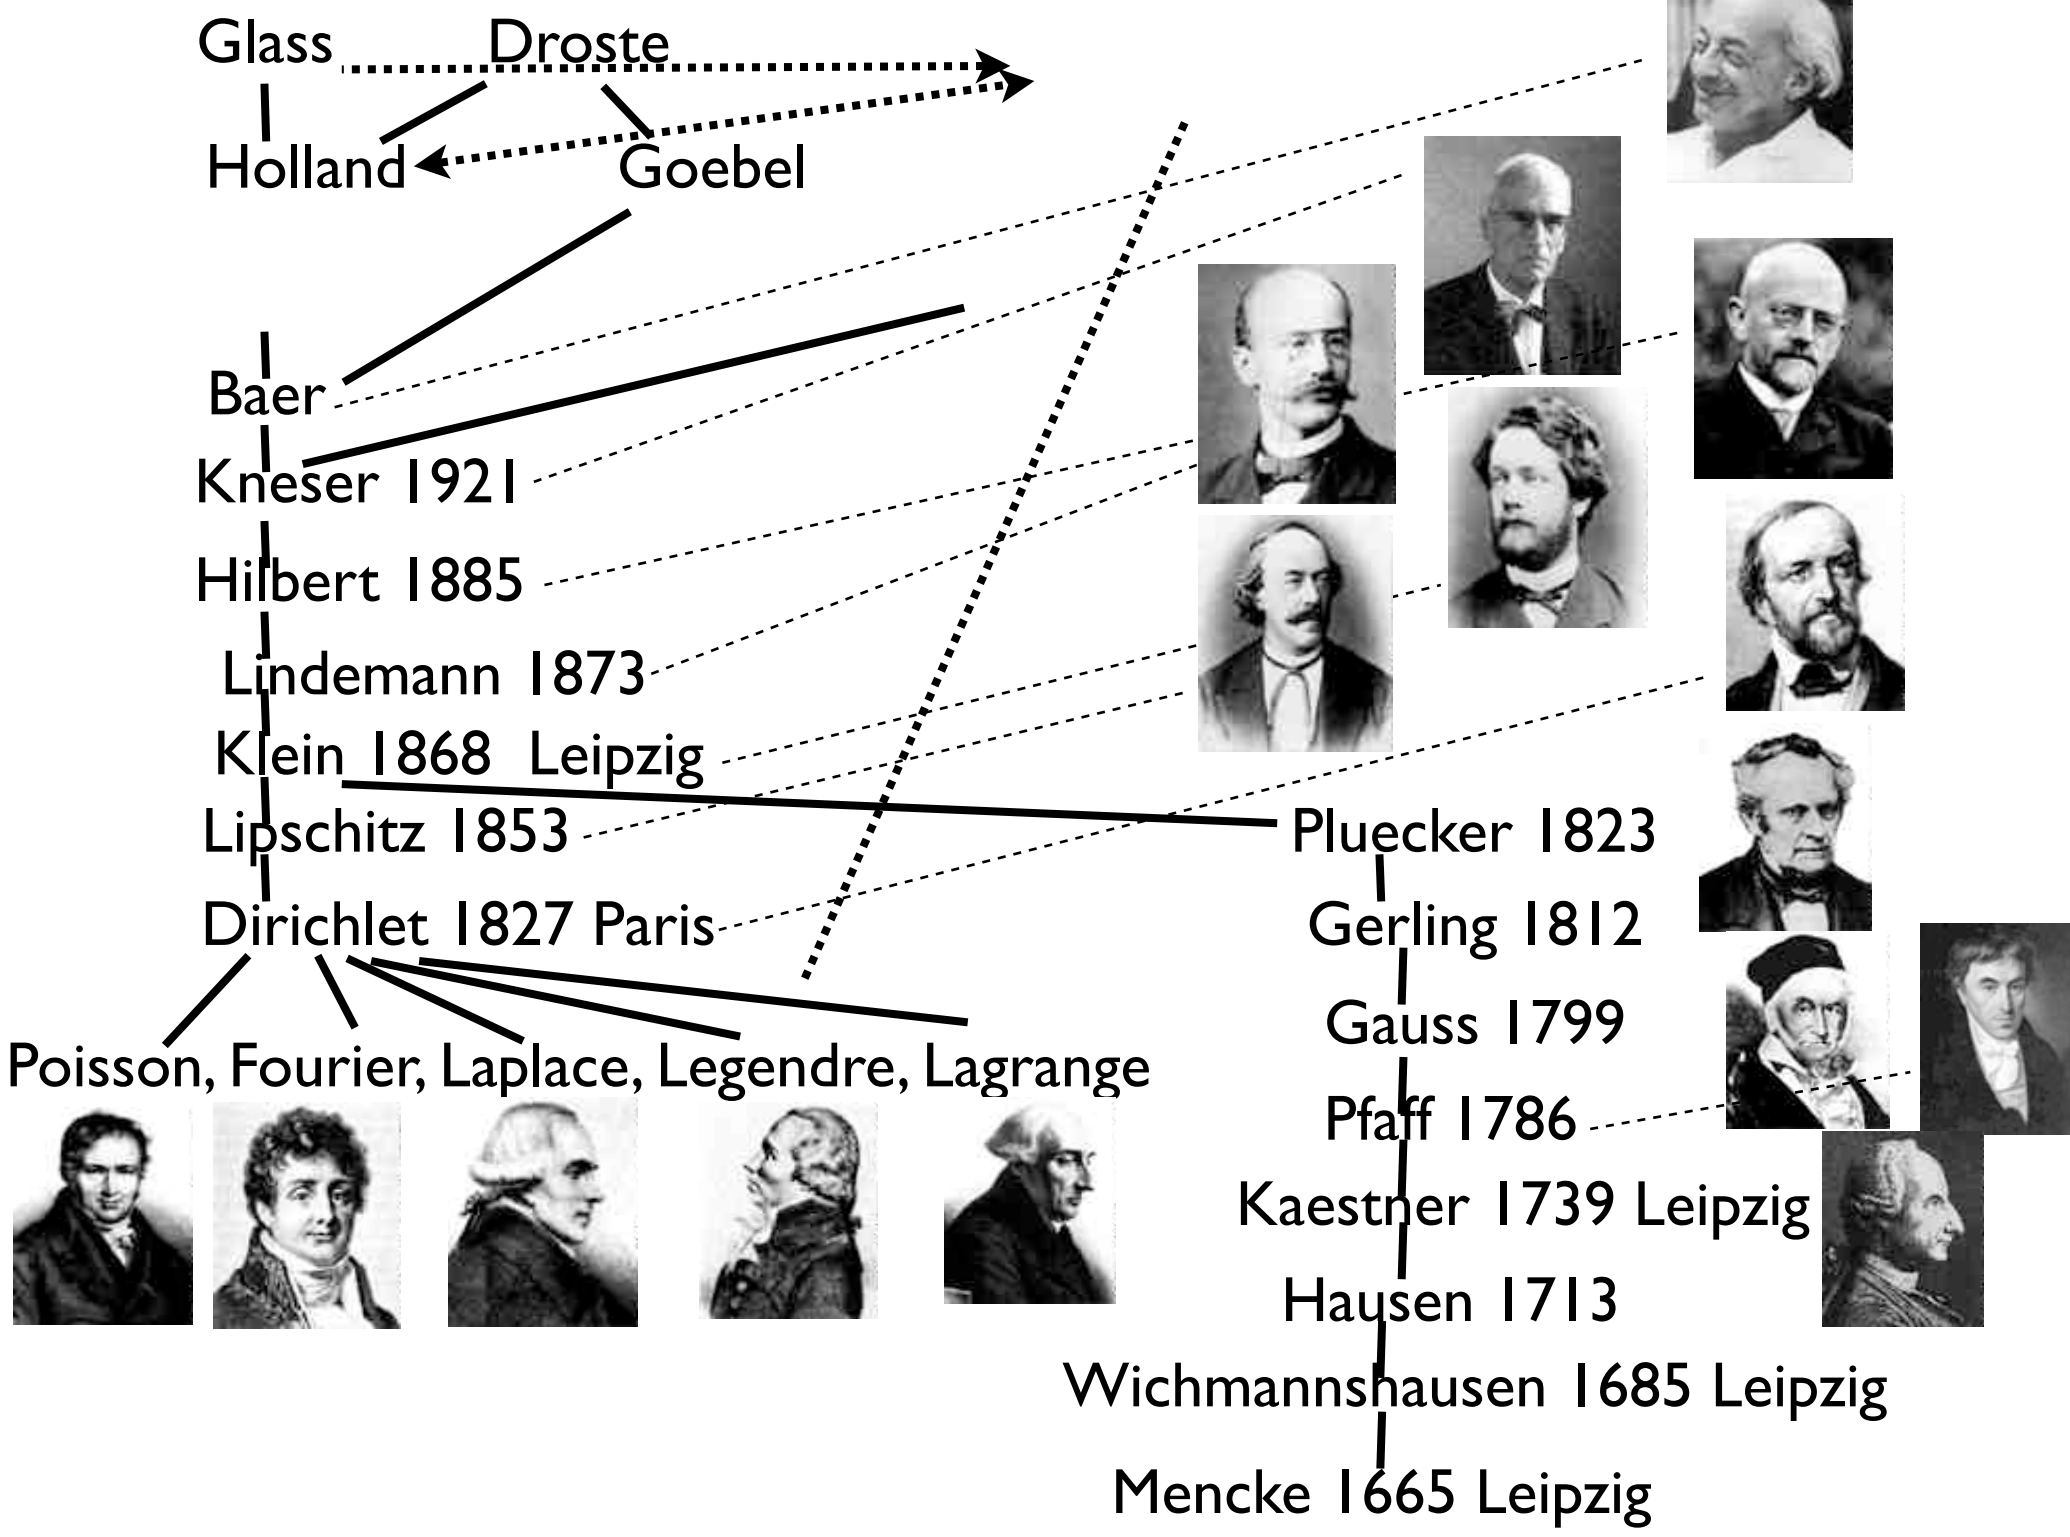 Glass Droste
Holland Goebel
Baer
Kneser 1921
Hilbert 1885
Lindemann 1873
Klein 1868 Leipzig
Lipschitz 1853
Dirichlet 1827 Paris
Poisson, Fourier, Laplace, Legendre, Lagrange
Pluecker 1823
Gerling 1812
Gauss 1799
Pfaff 1786
Kaestner 1739 Leipzig
Hausen 1713
Wichmannshausen 1685 Leipzig
Mencke 1665 Leipzig